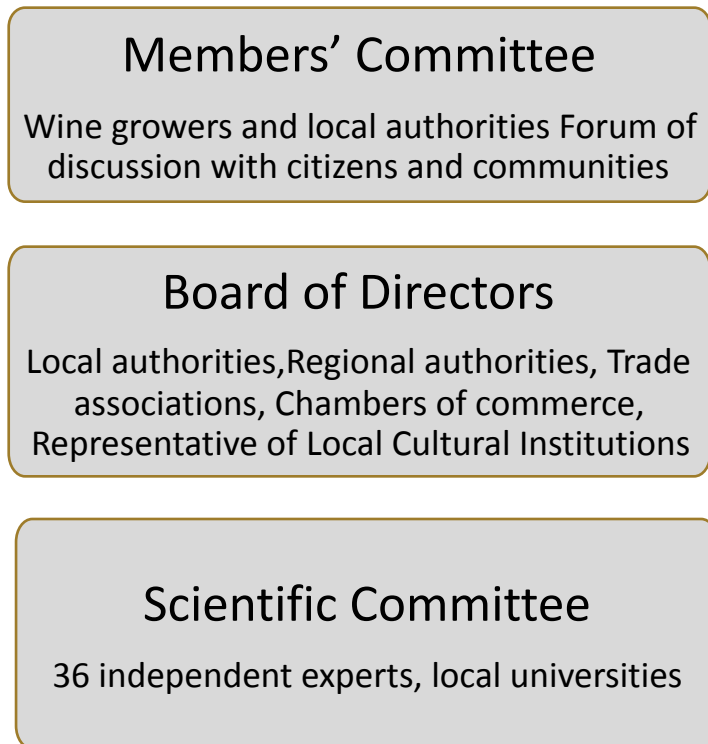 Members’ Committee
Wine growers and local authorities Forum of
discussion with citizens and communities
Board of Directors
Local authorities,Regional authorities, Trade
associations, Chambers of commerce,
Representative of Local Cultural Institutions
Scientific Committee
36 independent experts, local universities